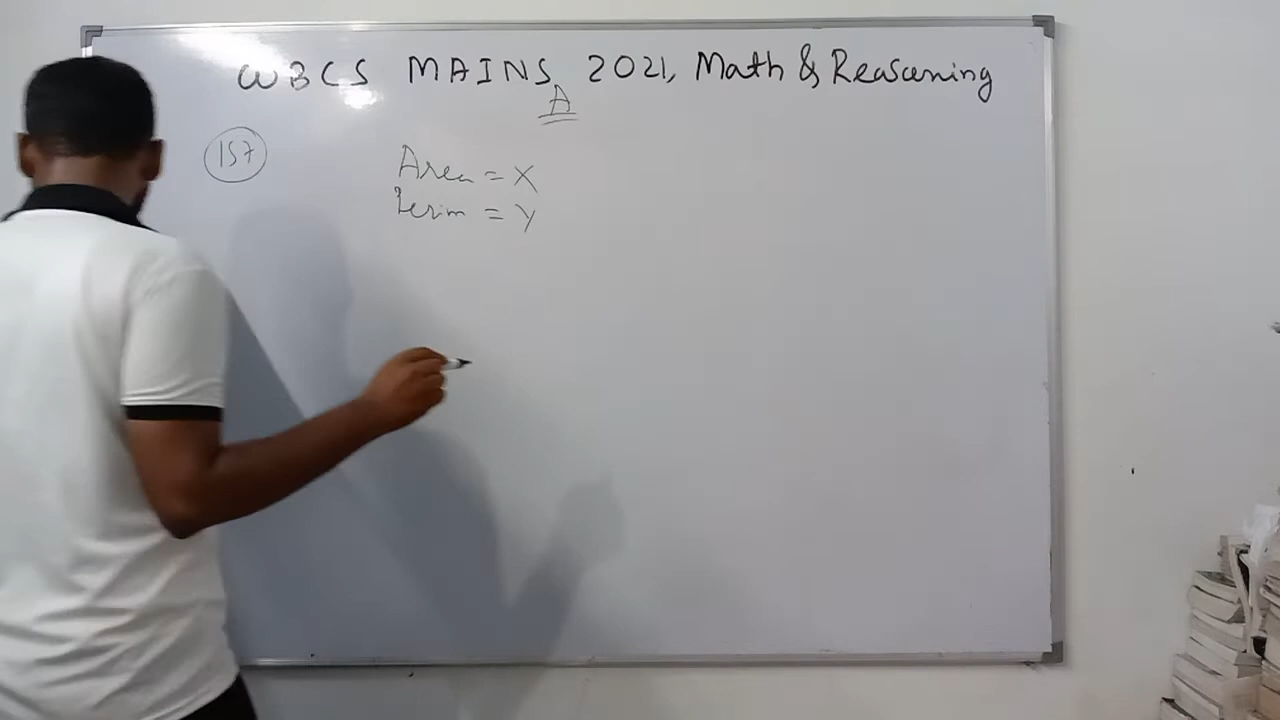 WBCS MAINS 2021, Math & Reasoning
A
157
Area = X
Perim = Y